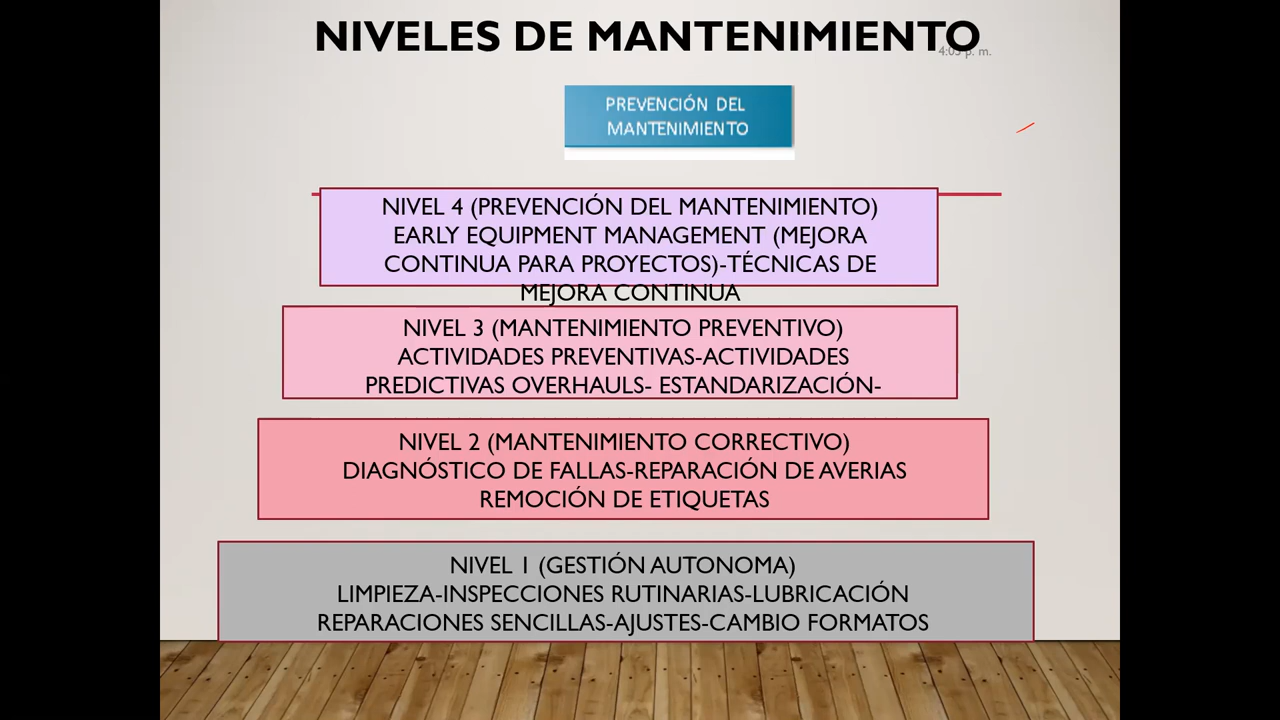 NIVELES DE MANTENIMIENTO
4:05 p. m.
PREVENCIÓN DEL
MANTENIMIENTO
NIVEL 4 (PREVENCIÓN DEL MANTENIMIENTO)
EARLY EQUIPMENT MANAGEMENT (MEJORA
CONTINUA PARA PROYECTOS)-TÉCNICAS DE
MEJORA CONTINUA
NIVEL 3 (MANTENIMIENTO PREVENTIVO)
ACTIVIDADES PREVENTIVAS-ACTIVIDADES
PREDICTIVAS OVERHAULS- ESTANDARIZACIÓN-
NIVEL 2 (MANTENIMIENTO CORRECTIVO)
DIAGNÓSTICO DE FALLAS-REPARACIÓN DE AVERIAS
REMOCIÓN DE ETIQUETAS
NIVEL 1 (GESTIÓN AUTONOMA)
LIMPIEZA-INSPECCIONES RUTINARIAS-LUBRICACIÓN
REPARACIONES SENCILLAS-AJUSTES-CAMBIO FORMATOS